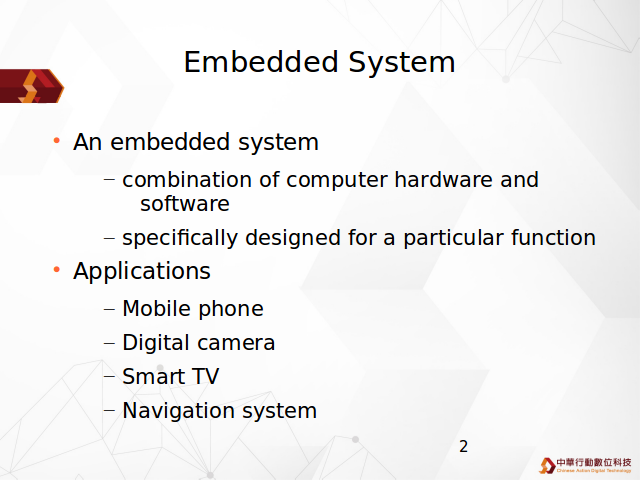 Embedded System
• An embedded system
– combination of computer hardware and
software
– specifically designed for a particular function
• Applications
– Mobile phone
– Digital camera
– Smart TV
– Navigation system
2
中華行動數位科技
Chinese Action Digital Technology